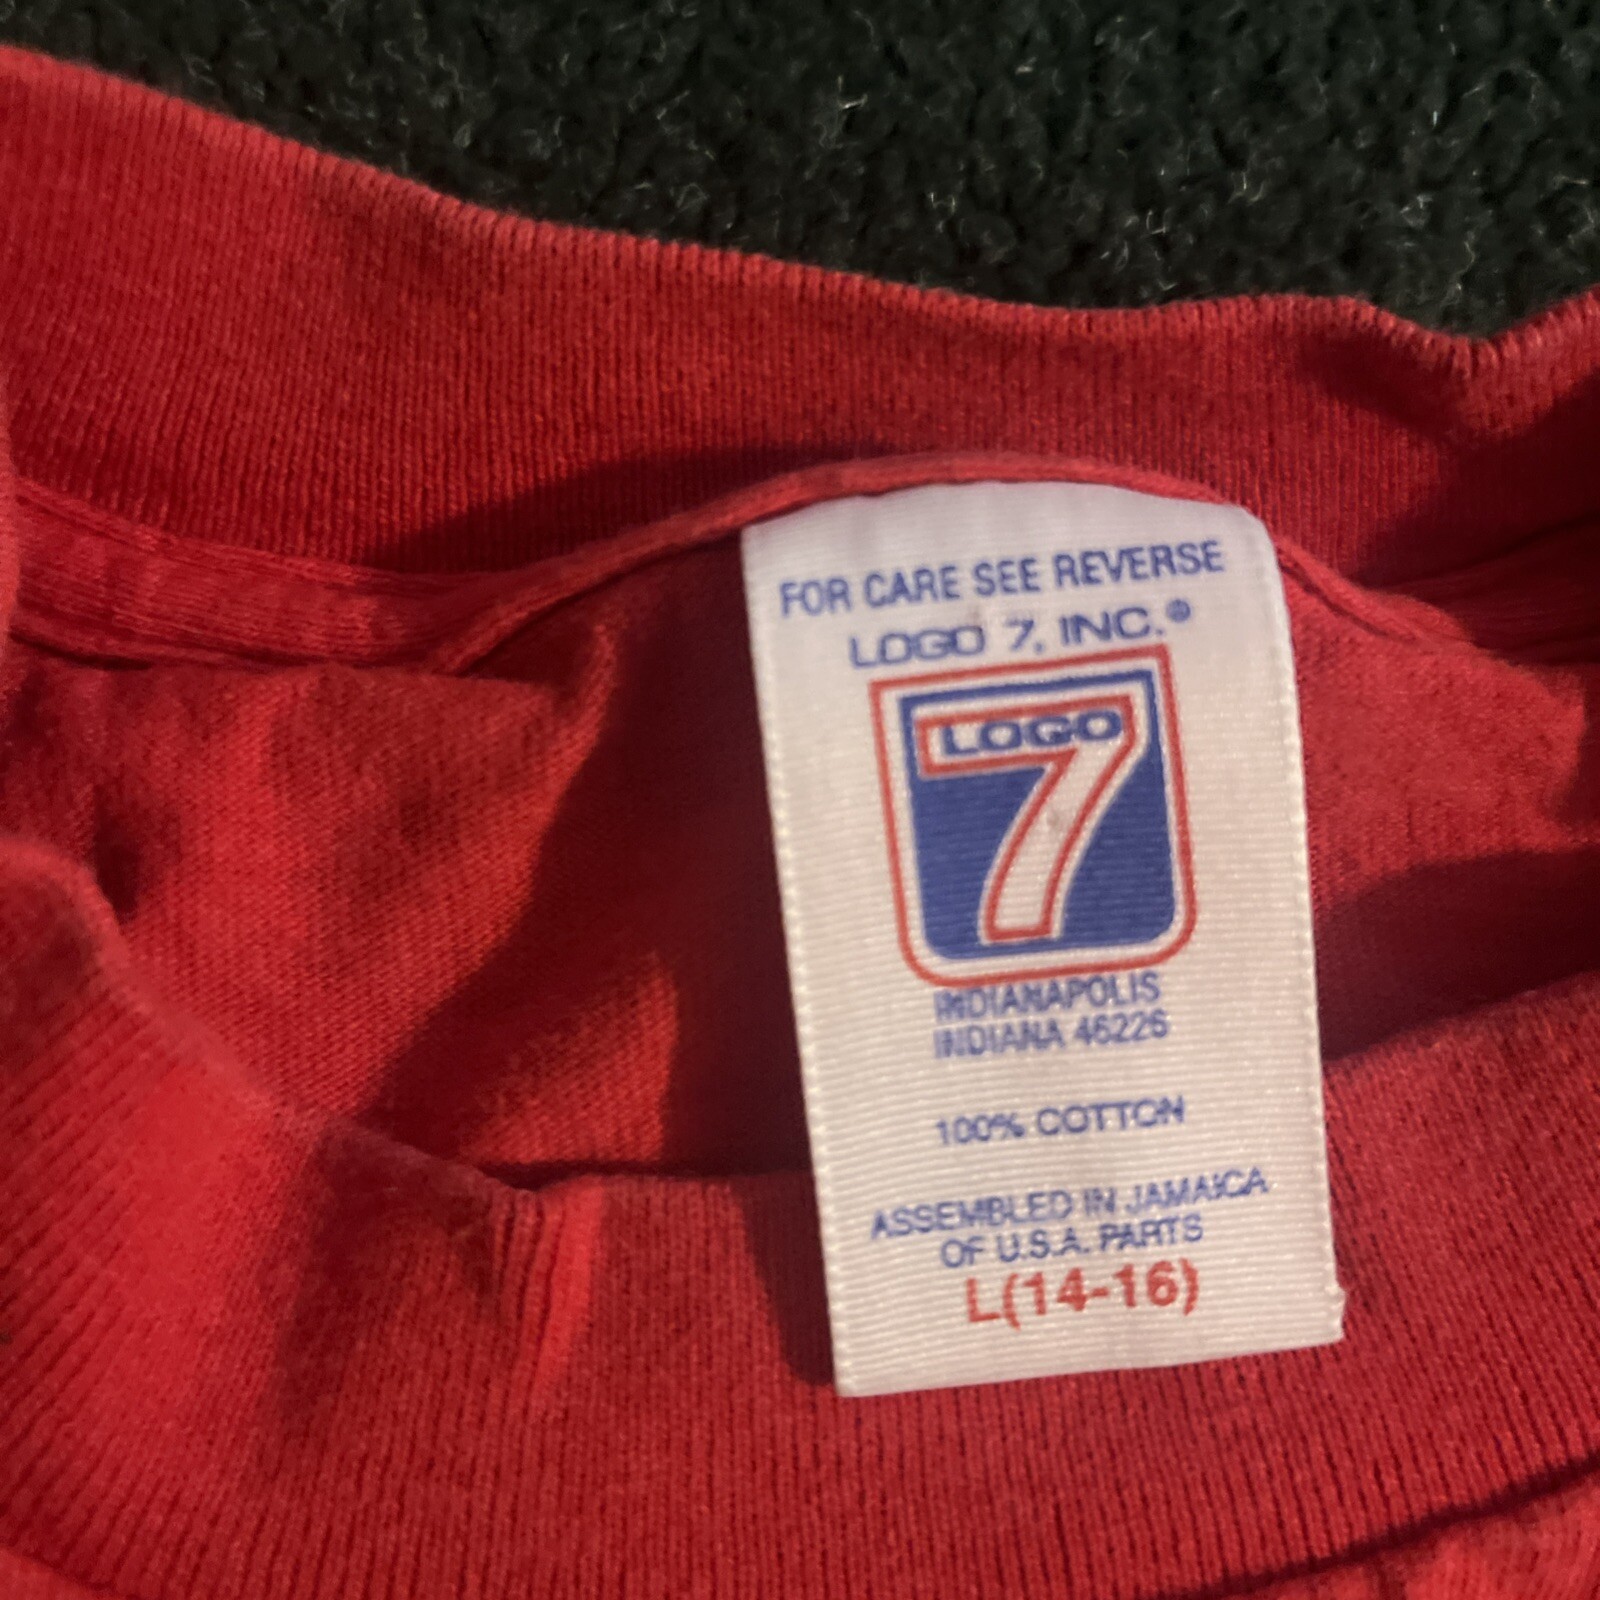 FOR CARE SEE REVERSE
LOGO 7, INC.®
LOGO
7
INDIANAPOLIS
INDIANA 46226
100% COTTON
ASSEMBLED IN JAMAICA
OF U.S.A. PARTS
L(14-16)